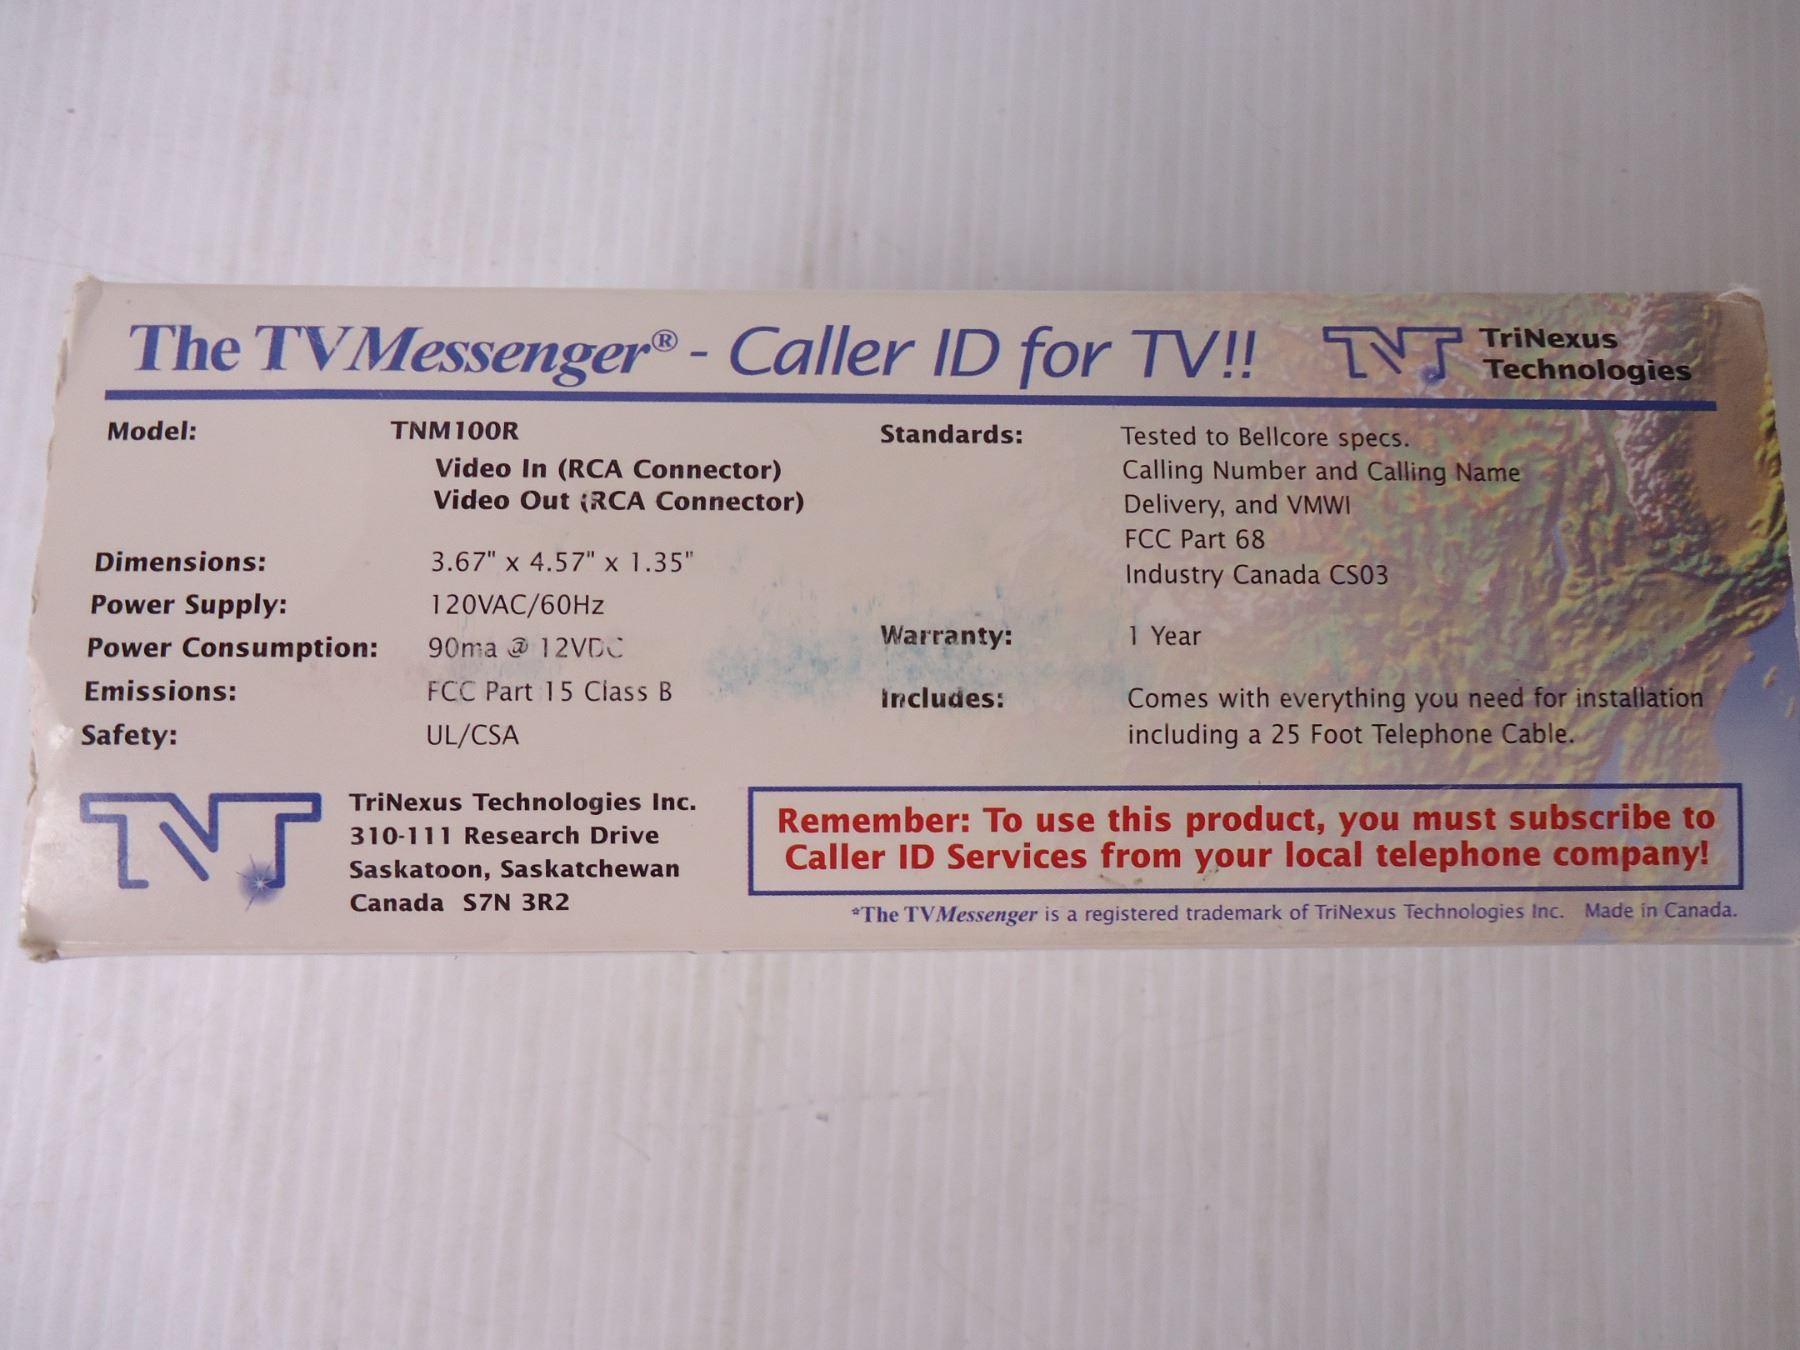 The TVMessenger® - Caller ID for TV!!
TNT TriNexus
Technologies
Model: TNM100R
Video In (RCA Connector)
Video Out (RCA Connector)
Dimensions: 3.67" x 4.57" x 1.35"
Power Supply: 120VAC/60Hz
Power Consumption: 90ma @ 12VDC
Emissions: FCC Part 15 Class B
Safety: UL/CSA
Standards: Tested to Bellcore specs.
Calling Number and Calling Name
Delivery, and VMWI
FCC Part 68
Industry Canada CS03
Warranty: 1 Year
Includes: Comes with everything you need for installation
including a 25 Foot Telephone Cable.
TNT
TriNexus Technologies Inc.
310-111 Research Drive
Saskatoon, Saskatchewan
Canada S7N 3R2
Remember: To use this product, you must subscribe to
Caller ID Services from your local telephone company!
*The TVMessenger is a registered trademark of TriNexus Technologies Inc. Made in Canada.